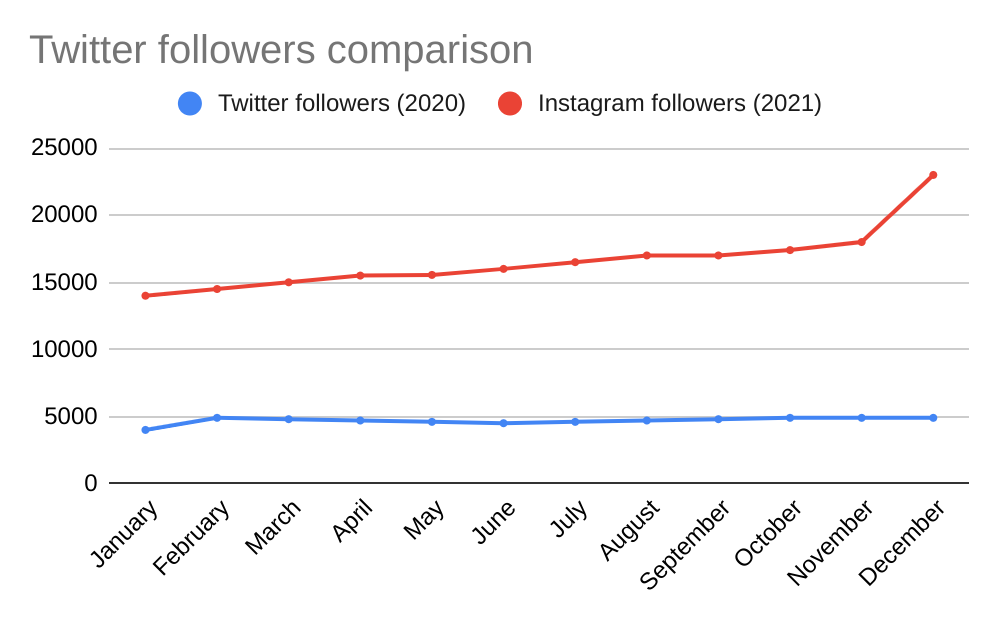 Twitter followers comparison
Twitter followers (2020) Instagram followers (2021)
25000
20000
15000
10000
5000
0
January February March April May June July August September October November December